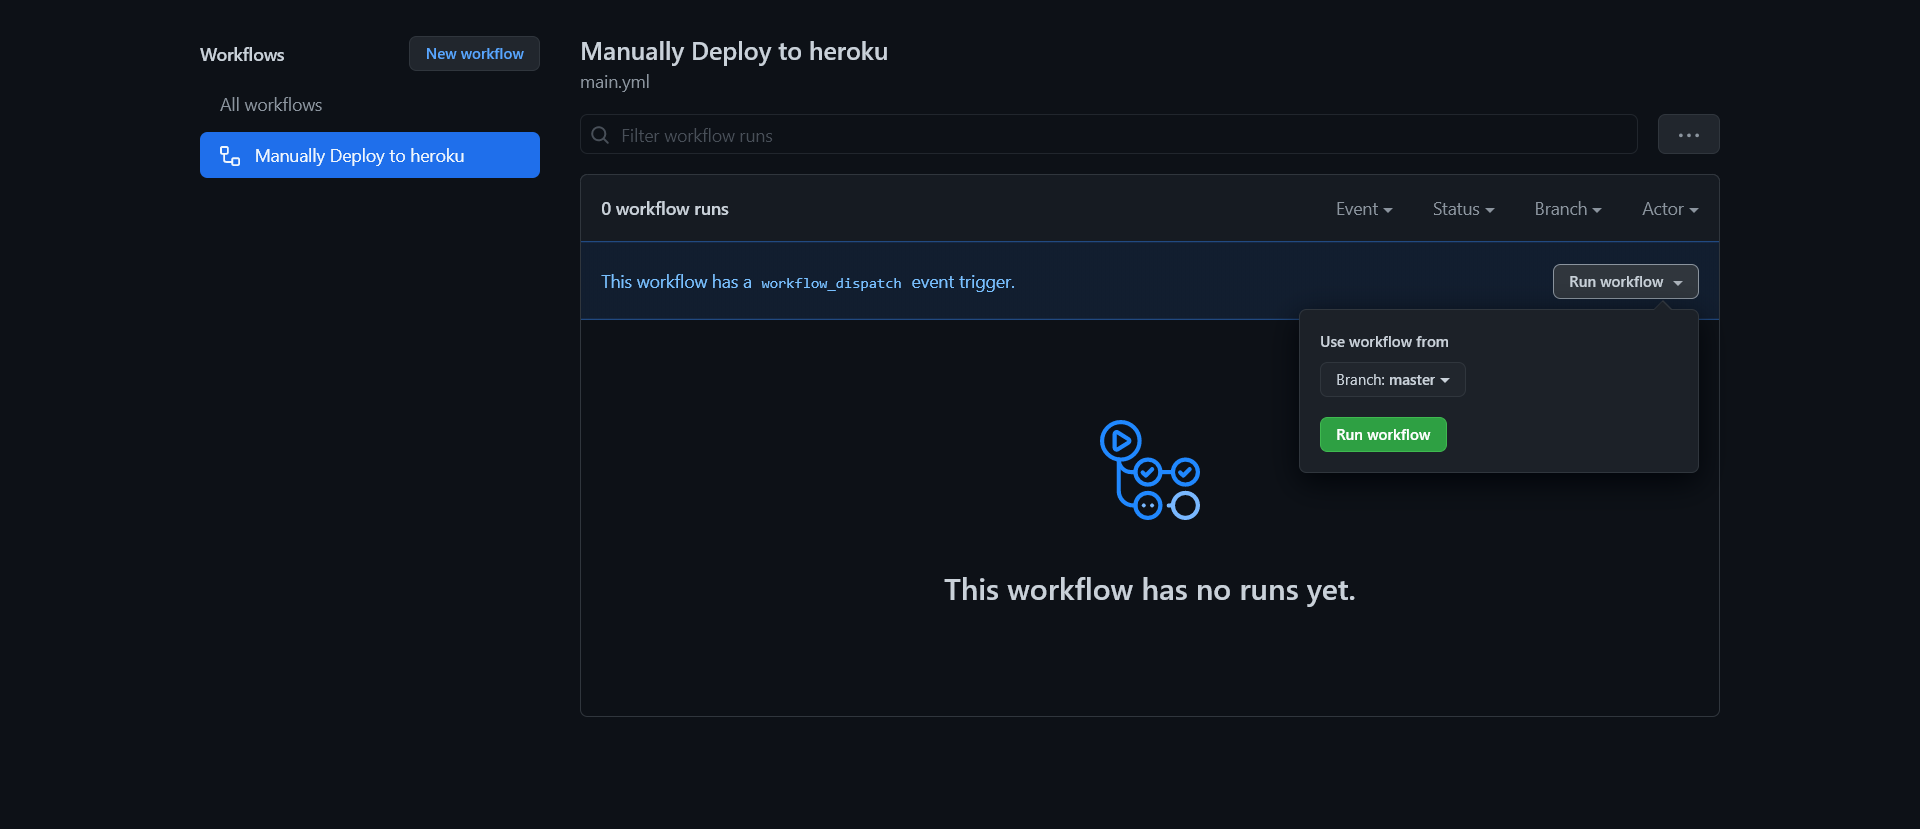 Workflows
New workflow
All workflows
Manually Deploy to heroku
Manually Deploy to heroku
main.yml
Filter workflow runs
0 workflow runs
Event
Status
Branch
Actor
This workflow has a workflow_dispatch event trigger.
Run workflow
Use workflow from
Branch: master
Run workflow
This workflow has no runs yet.